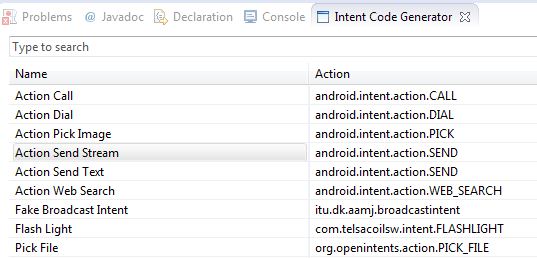 Problems @ Javadoc Declaration Console Intent Code Generator
Type to search
Name Action
Action Call android.intent.action.CALL
Action Dial android.intent.action.DIAL
Action Pick Image android.intent.action.PICK
Action Send Stream android.intent.action.SEND
Action Send Text android.intent.action.SEND
Action Web Search android.intent.action.WEB_SEARCH
Fake Broadcast Intent itu.dk.aamj.broadcastintent
Flash Light com.telsacoilsw.intent.FLASHLIGHT
Pick File org.openintents.action.PICK_FILE